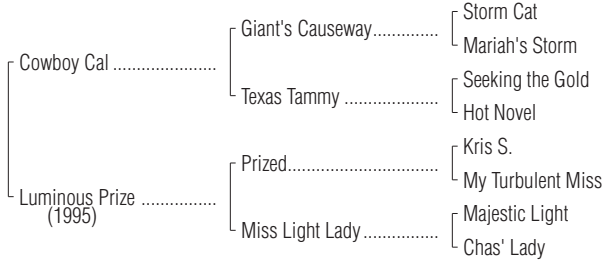 Storm Cat
Giant's Causeway..............
Mariah's Storm
Cowboy Cal ......................
Seeking the Gold
Texas Tammy ....................
Hot Novel
Kris S.
Prized................................
My Turbulent Miss
Luminous Prize ................
(1995)
Majestic Light
Miss Light Lady................
Chas' Lady